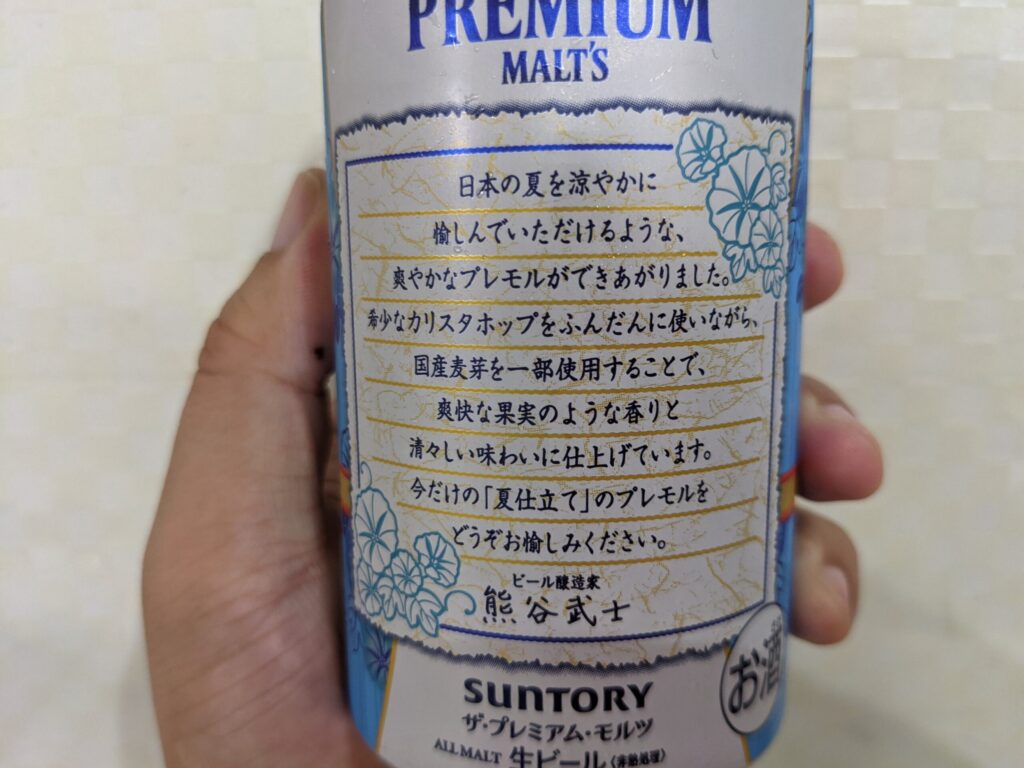 PREMIUM
MALT'S
日本の夏を涼やかに
愉しんでいただけるような、
爽やかなプレモルができあがりました。
希少なカリスタホップをふんだんに使いながら、
国産麦芽を一部使用することで、
爽快な果実のような香りと
清々しい味わいに仕上げています。
今だけの「夏仕立て」のプレモルを
どうぞお愉しみください。
ビール醸造家
熊谷武士
お酒
SUNTORY
ザ・プレミアム・モルツ
ALL MALT 生ビール〈非熱処理〉